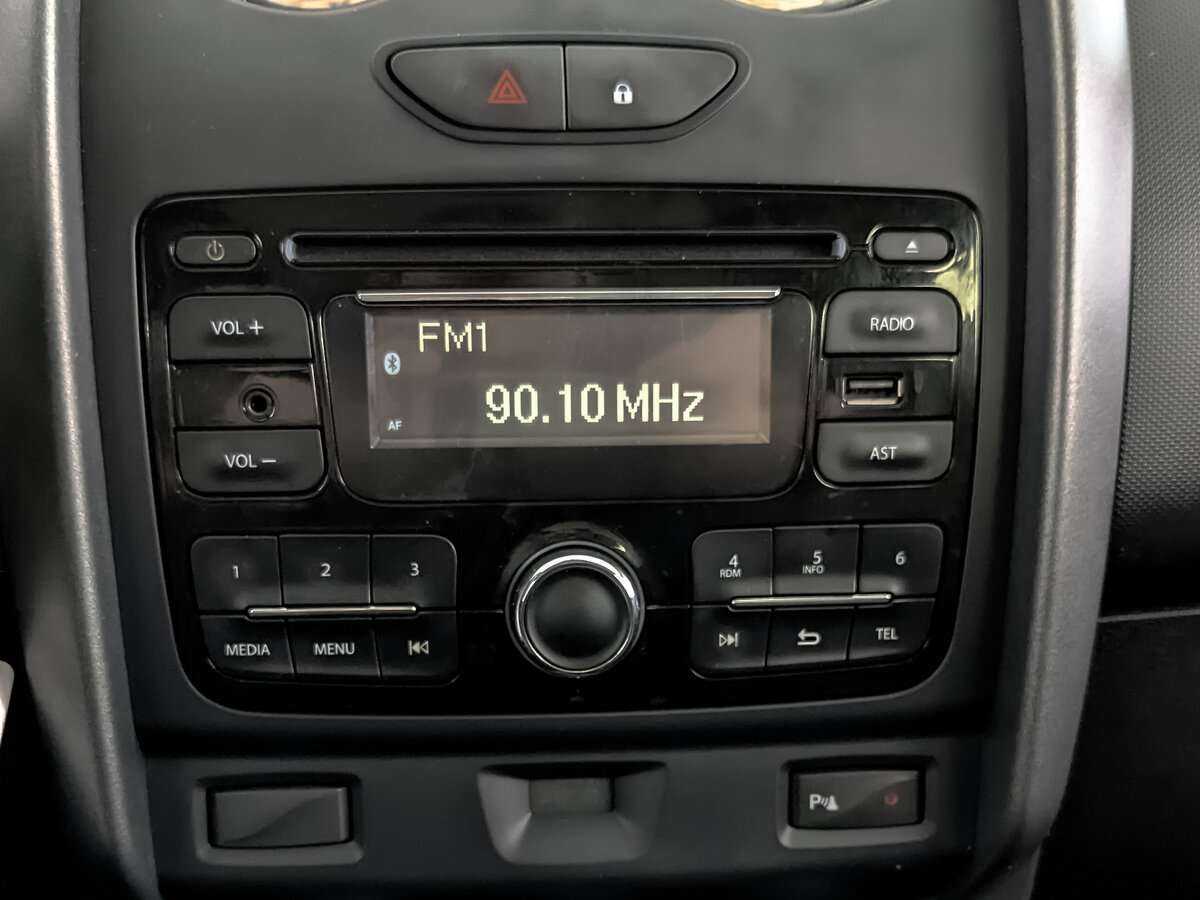 VOL +
VOL –
FM1
AF
90.10 MHz
RADIO
AST
1
2
3
MEDIA
MENU
4
RDM
5
INFO
6
TEL
P